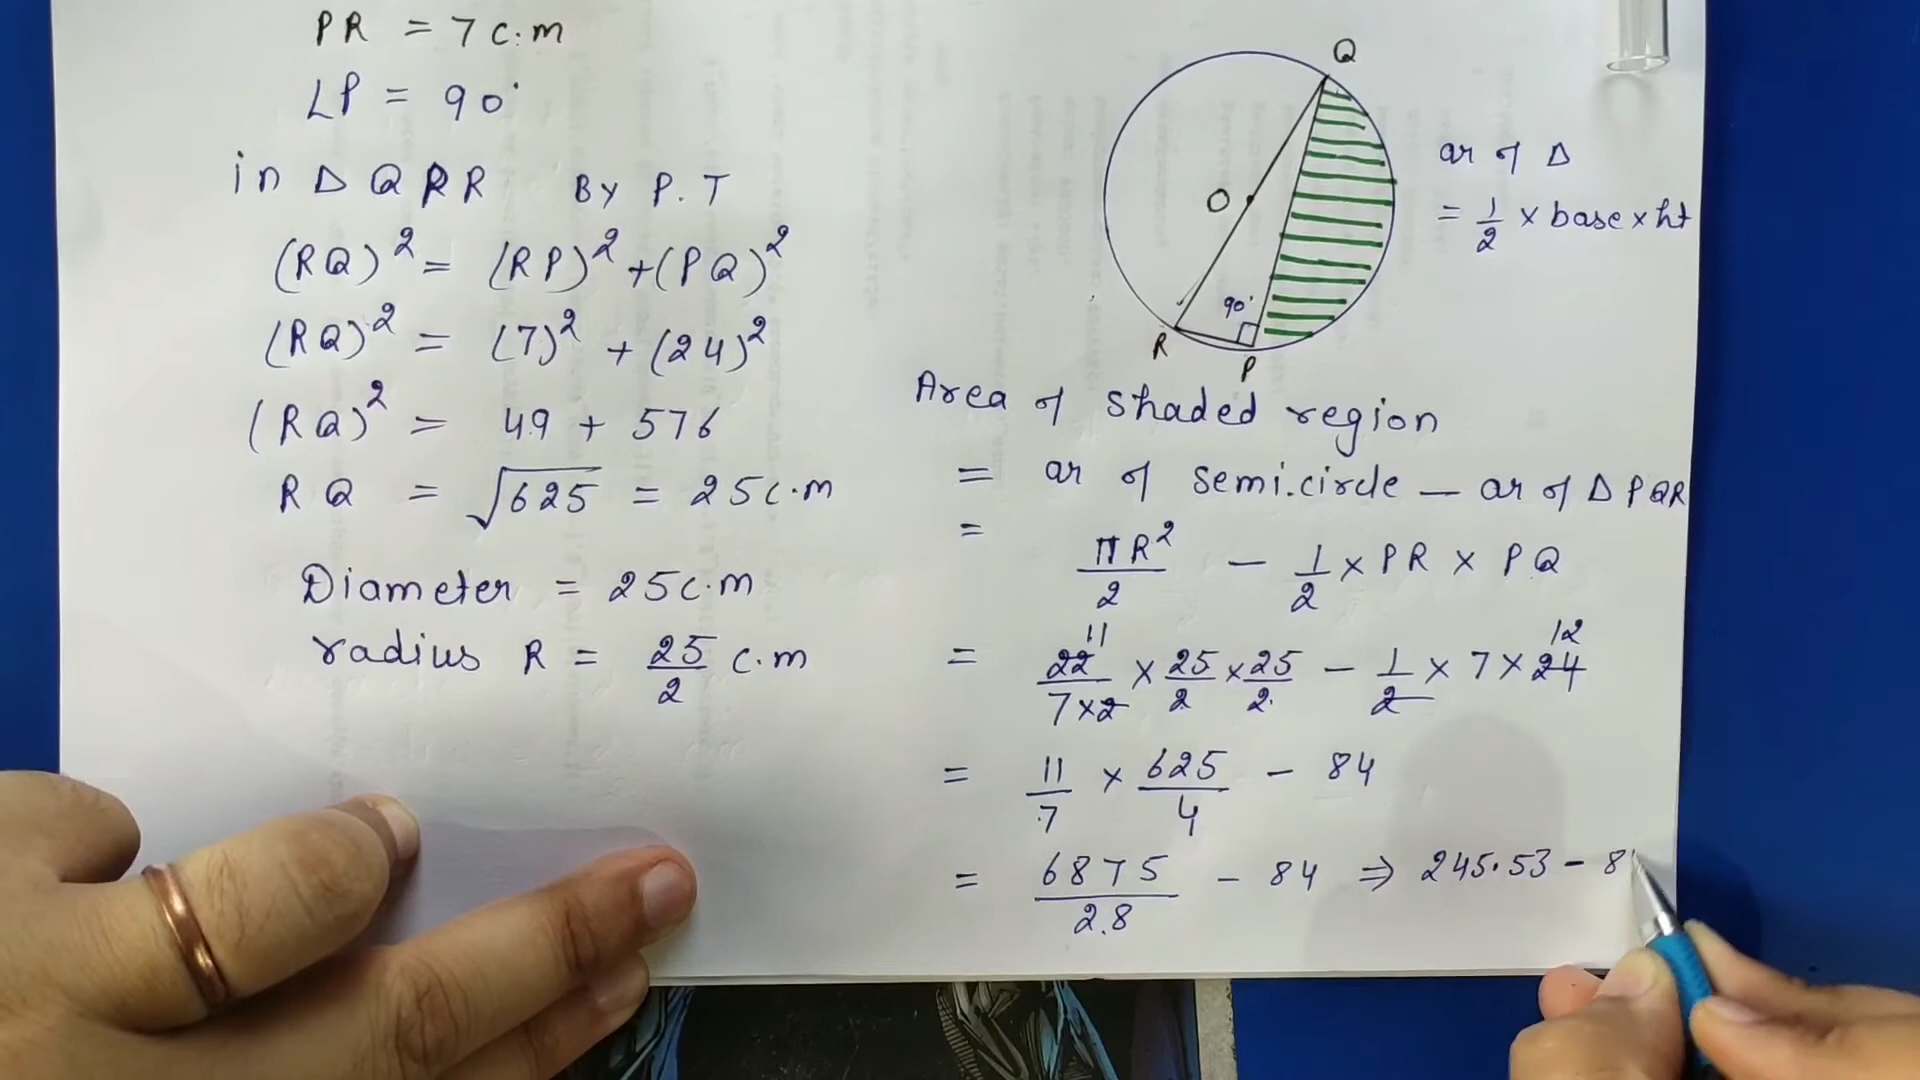 PR = 7 c.m
∠P = 90°
in Δ QPR By P.T
(RQ)² = (RP)² + (PQ)²
(RQ)² = (7)² + (24)²
(RQ)² = 49 + 576
RQ = √625 = 25 c.m
Diameter = 25 c.m
radius R = 25/2 c.m
Q
O
90°
R
P
ar of Δ
= 1/2 × base × ht
Area of shaded region
= ar of semi.circle — ar of Δ PQR
= πR²/2 — 1/2 × PR × PQ
11 12
= 22/7×2 × 25/2 × 25/2 — 1/2 × 7 × 24
= 11/7 × 625/4 — 84
= 6875/28 — 84 ⇒ 245.53 - 8